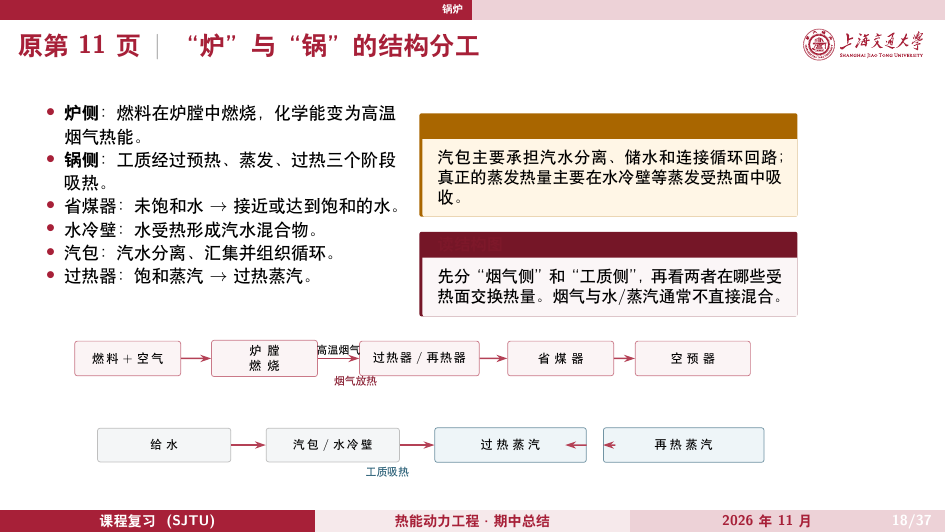 锅炉
原第 11 页 | “炉”与“锅”的结构分工
上海交通大学
SHANGHAI JIAO TONG UNIVERSITY
炉侧：燃料在炉膛中燃烧，化学能变为高温
烟气热能。
锅侧：工质经过预热、蒸发、过热三个阶段
吸热。
省煤器：未饱和水 → 接近或达到饱和的水。
水冷壁：水受热形成汽水混合物。
汽包：汽水分离、汇集并组织循环。
过热器：饱和蒸汽 → 过热蒸汽。
汽包主要承担汽水分离、储水和连接循环回路；
真正的蒸发热量主要在水冷壁等蒸发受热面中吸
收。
先分“烟气侧”和“工质侧”，再看两者在哪些受
热面交换热量。烟气与水/蒸汽通常不直接混合。
燃料 + 空气
炉 膛
燃 烧
高温烟气
过热器 / 再热器
省 煤 器
空 预 器
烟气放热
给 水
汽包 / 水冷壁
过 热 蒸 汽
再 热 蒸 汽
工质吸热
课程复习 (SJTU)
热能动力工程 · 期中总结
2026 年 11 月
18/37